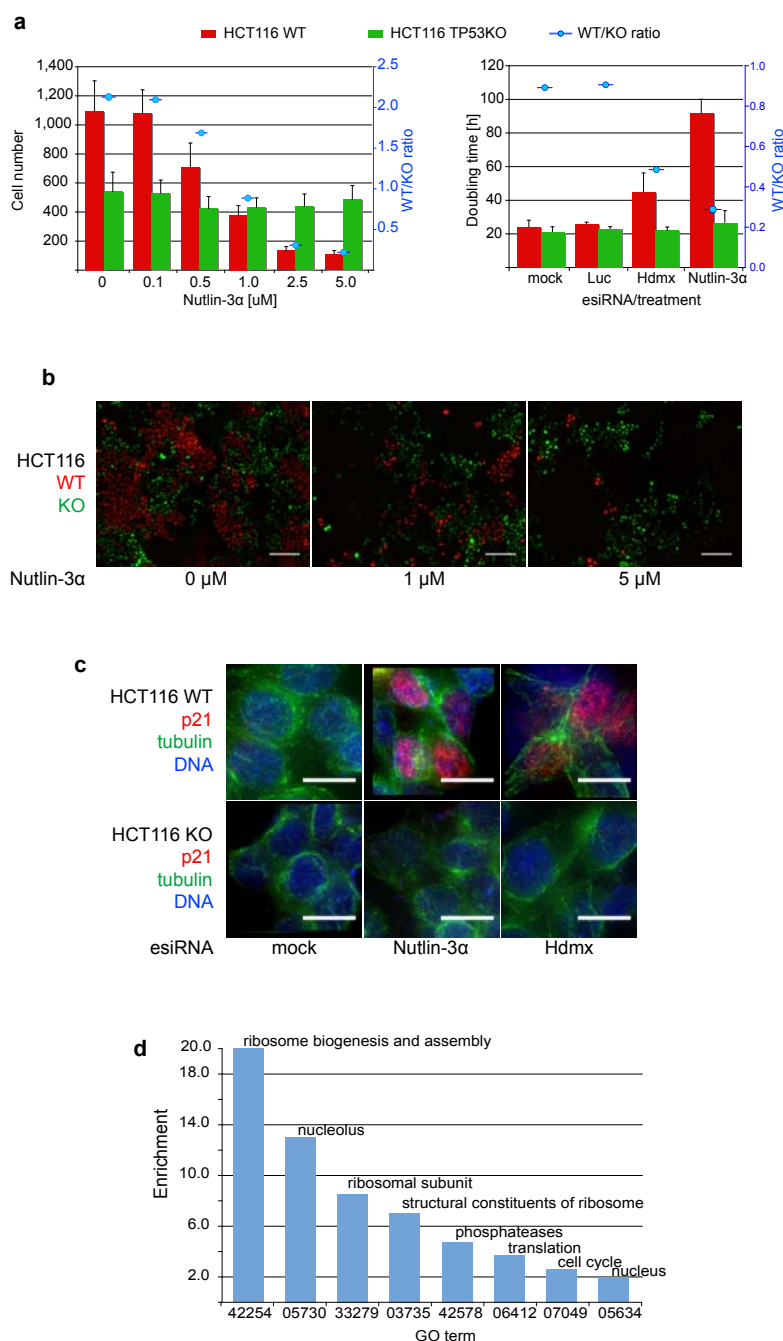 a
HCT116 WT HCT116 TP53KO WT/KO ratio
1,400
1,200
1,000
800
600
400
200
Cell number
2.5
2.0
1.5
1.0
0.5
WT/KO ratio
0 0.1 0.5 1.0 2.5 5.0
Nutlin-3α [uM]
120
100
80
60
40
20
Doubling time [h]
1.0
0.8
0.6
0.4
0.2
0.0
WT/KO ratio
mock Luc Hdmx Nutlin-3α
esiRNA/treatment
b
HCT116
WT
KO
Nutlin-3α 0 µM 1 µM 5 µM
c
HCT116 WT
p21
tubulin
DNA
HCT116 KO
p21
tubulin
DNA
esiRNA mock Nutlin-3α Hdmx
d
20.0
18.0
14.0
10.0
6.0
2.0
Enrichment
ribosome biogenesis and assembly
nucleolus
ribosomal subunit
structural constituents of ribosome
phosphateases
translation
cell cycle
nucleus
42254 05730 33279 03735 42578 06412 07049 05634
GO term